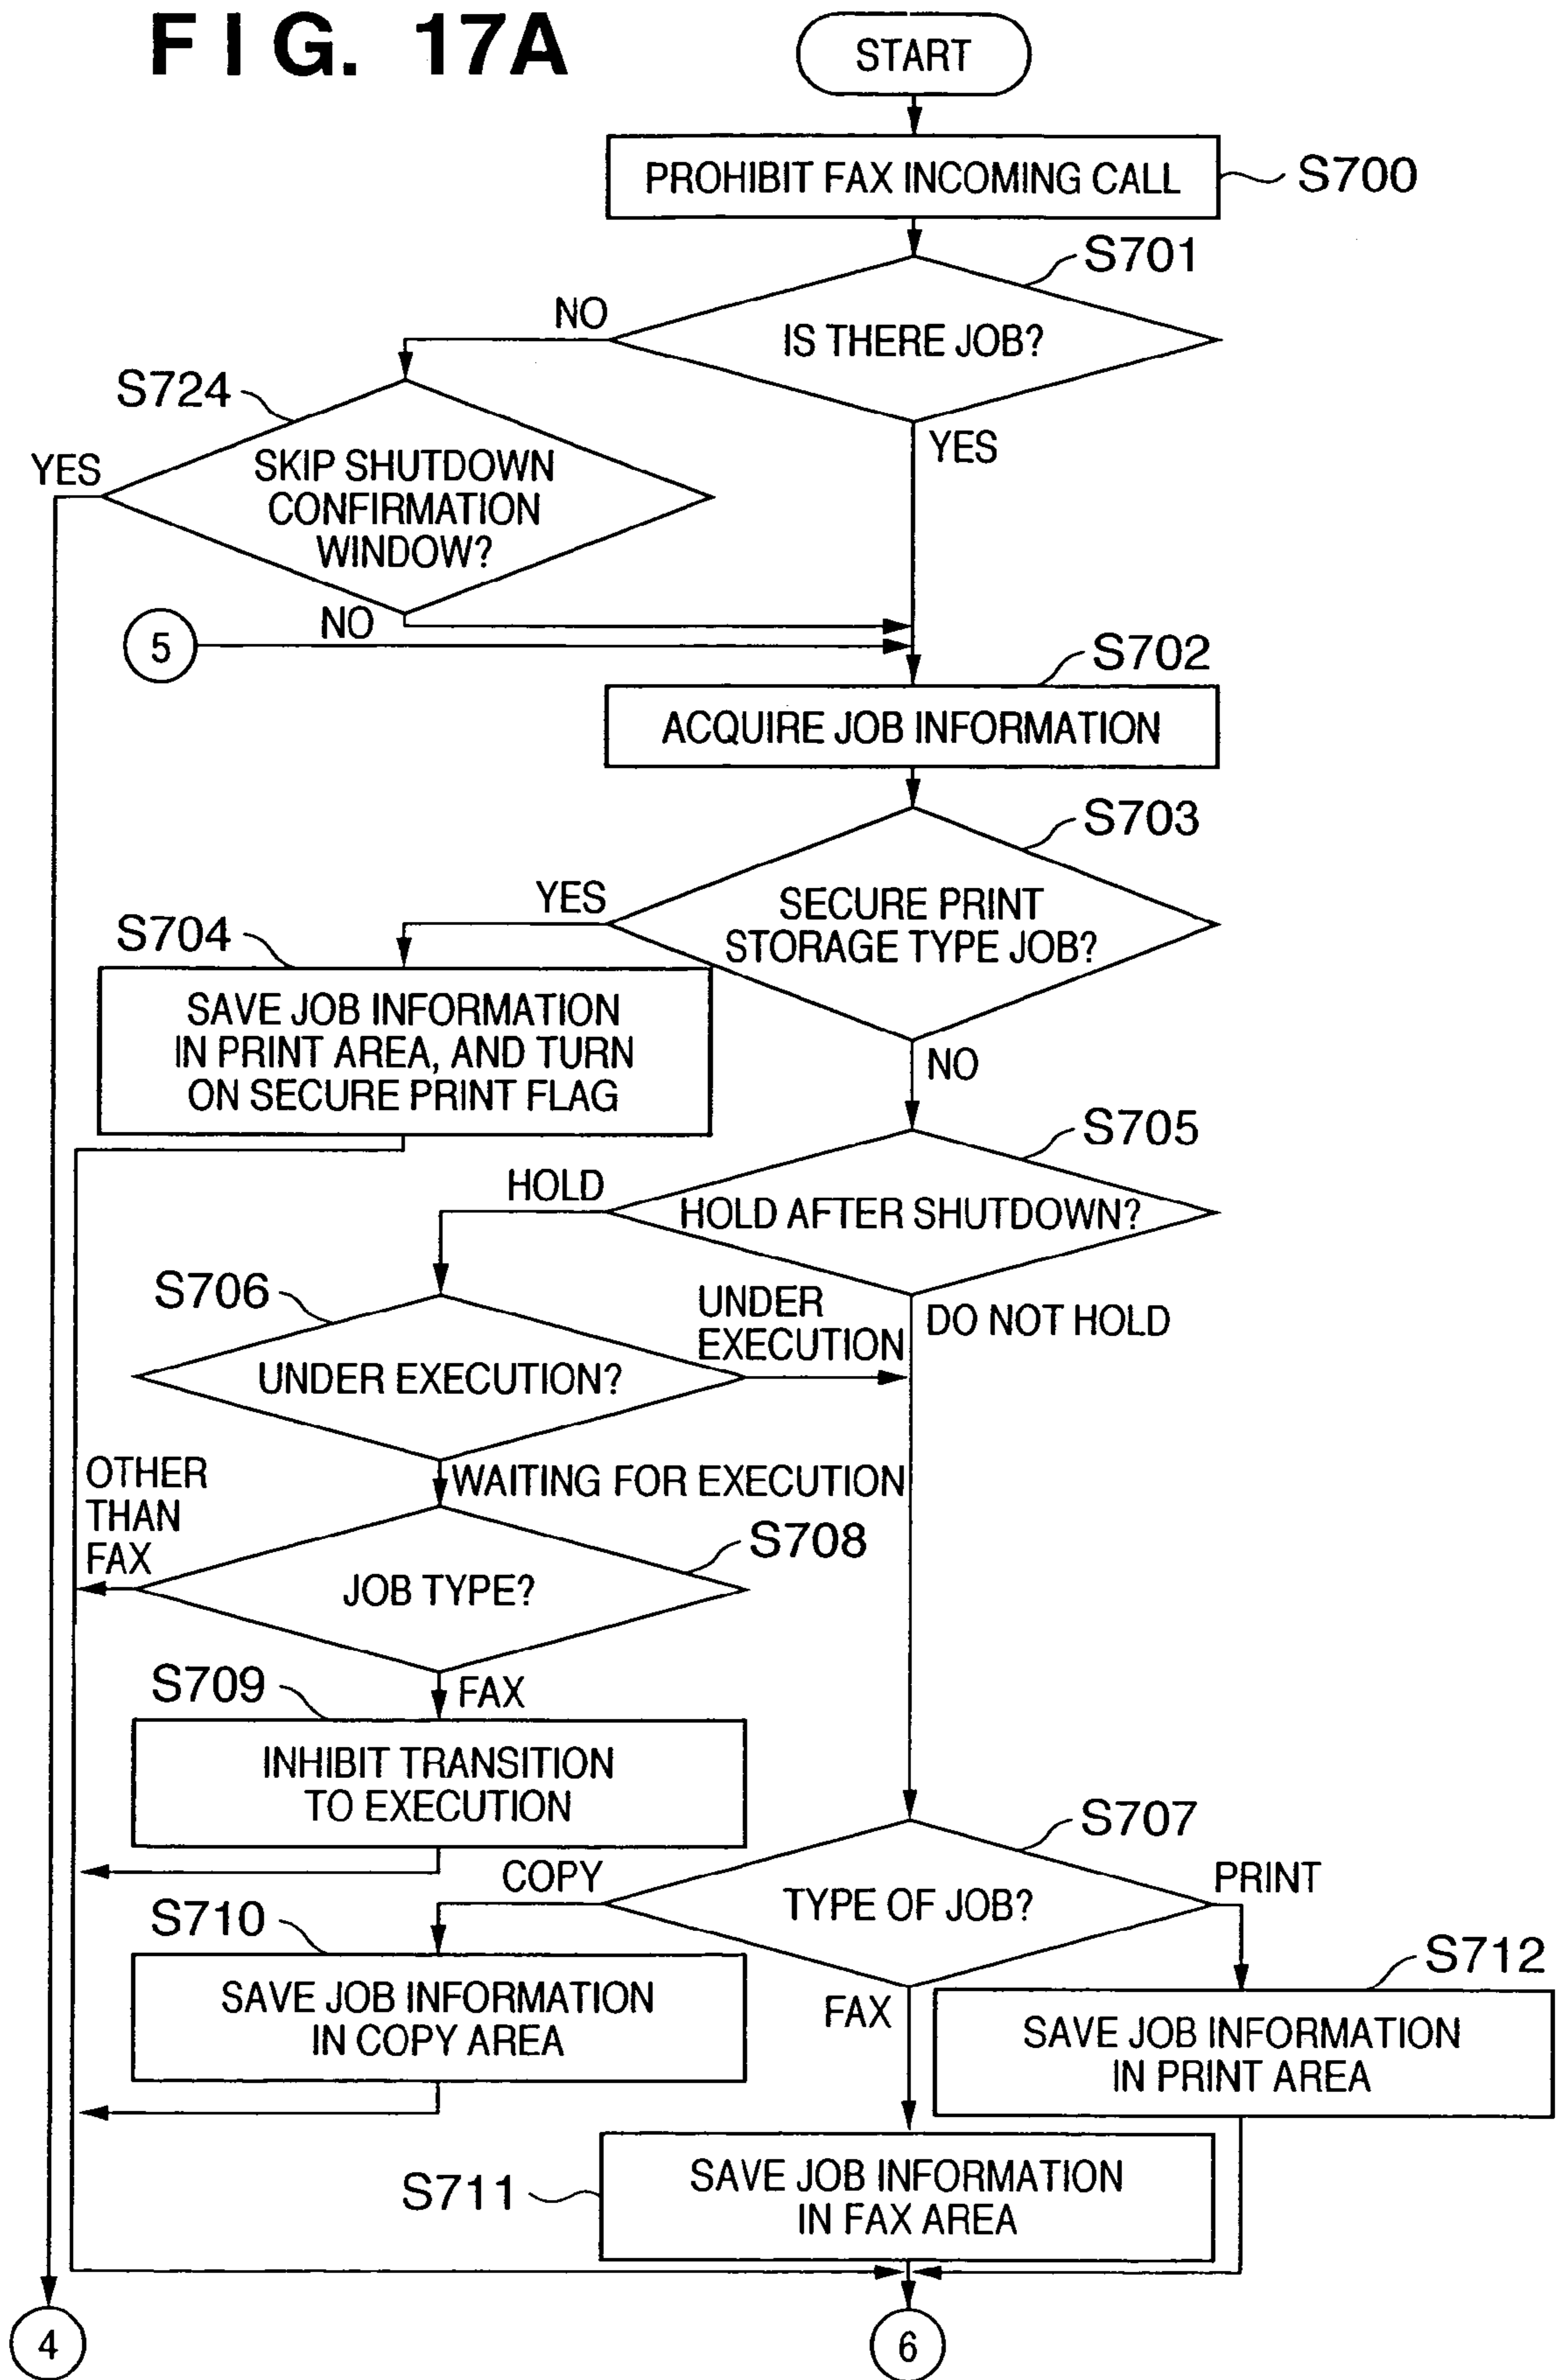 FIG. 17A
START
PROHIBIT FAX INCOMING CALL
S700
S701
NO
IS THERE JOB?
S724
YES
YES
SKIP SHUTDOWN
CONFIRMATION
WINDOW?
NO
5
S702
ACQUIRE JOB INFORMATION
S703
YES
SECURE PRINT
STORAGE TYPE JOB?
S704
SAVE JOB INFORMATION
IN PRINT AREA, AND TURN
ON SECURE PRINT FLAG
NO
S705
HOLD
HOLD AFTER SHUTDOWN?
S706
UNDER
EXECUTION
DO NOT HOLD
UNDER EXECUTION?
OTHER
THAN
FAX
WAITING FOR EXECUTION
S708
JOB TYPE?
S709
FAX
INHIBIT TRANSITION
TO EXECUTION
S707
COPY
PRINT
TYPE OF JOB?
S710
SAVE JOB INFORMATION
IN COPY AREA
S712
FAX
SAVE JOB INFORMATION
IN PRINT AREA
S711
SAVE JOB INFORMATION
IN FAX AREA
4
6